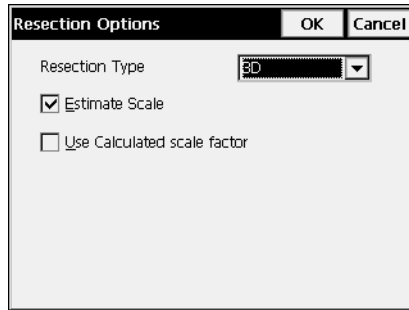 Resection Options OK Cancel
Resection Type 3D
Estimate Scale
Use Calculated scale factor